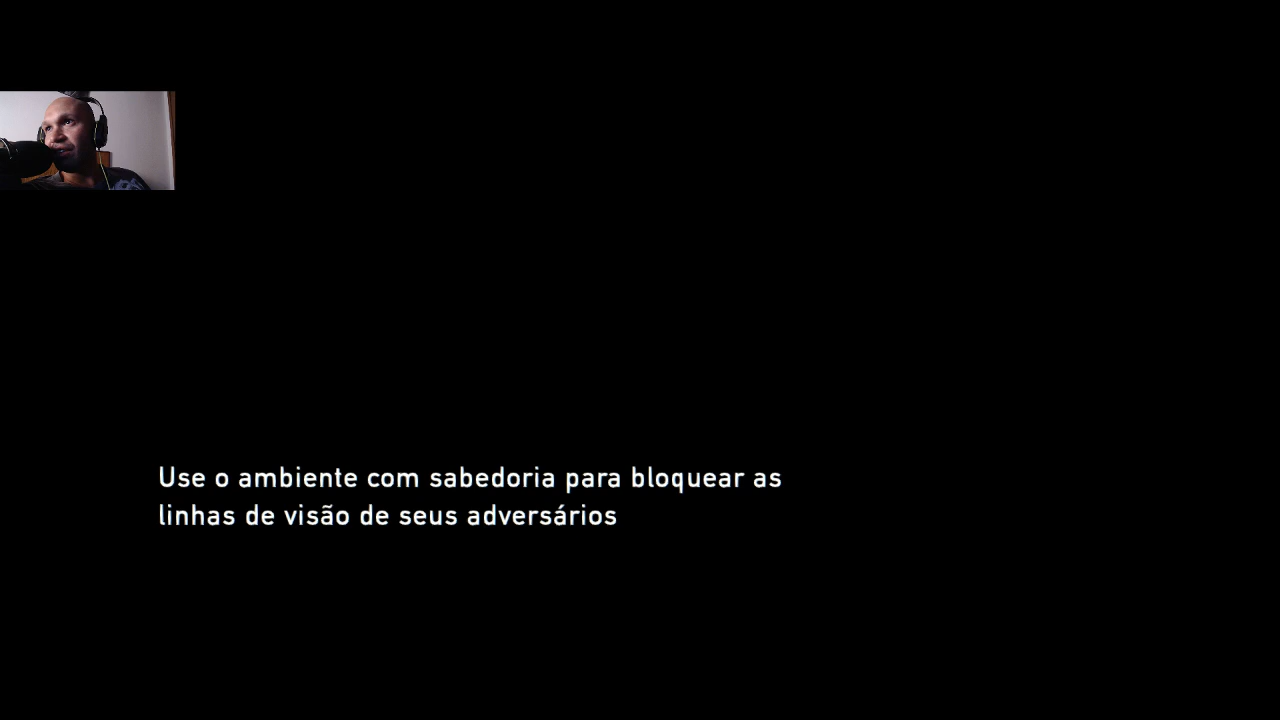 Use o ambiente com sabedoria para bloquear as
linhas de visão de seus adversários